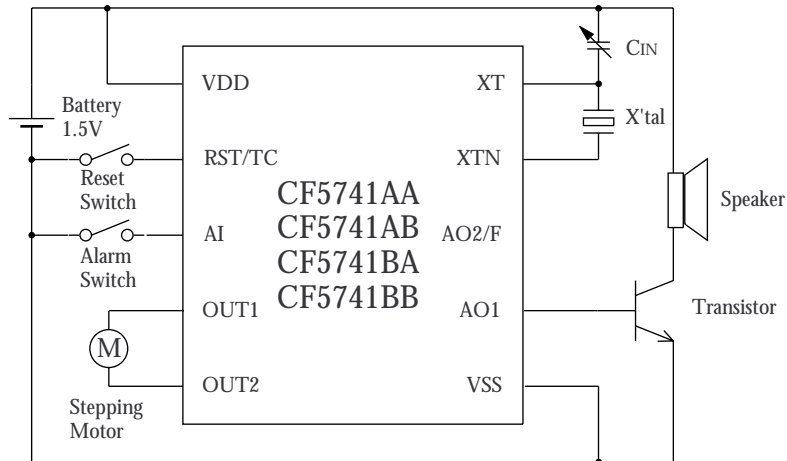 CIN
VDD
XT
Battery
1.5V
X'tal
RST/TC
XTN
Reset
Switch
CF5741AA
CF5741AB
CF5741BA
CF5741BB
Speaker
AI
AO2/F
Alarm
Switch
OUT1
AO1
Transistor
M
OUT2
VSS
Stepping
Motor